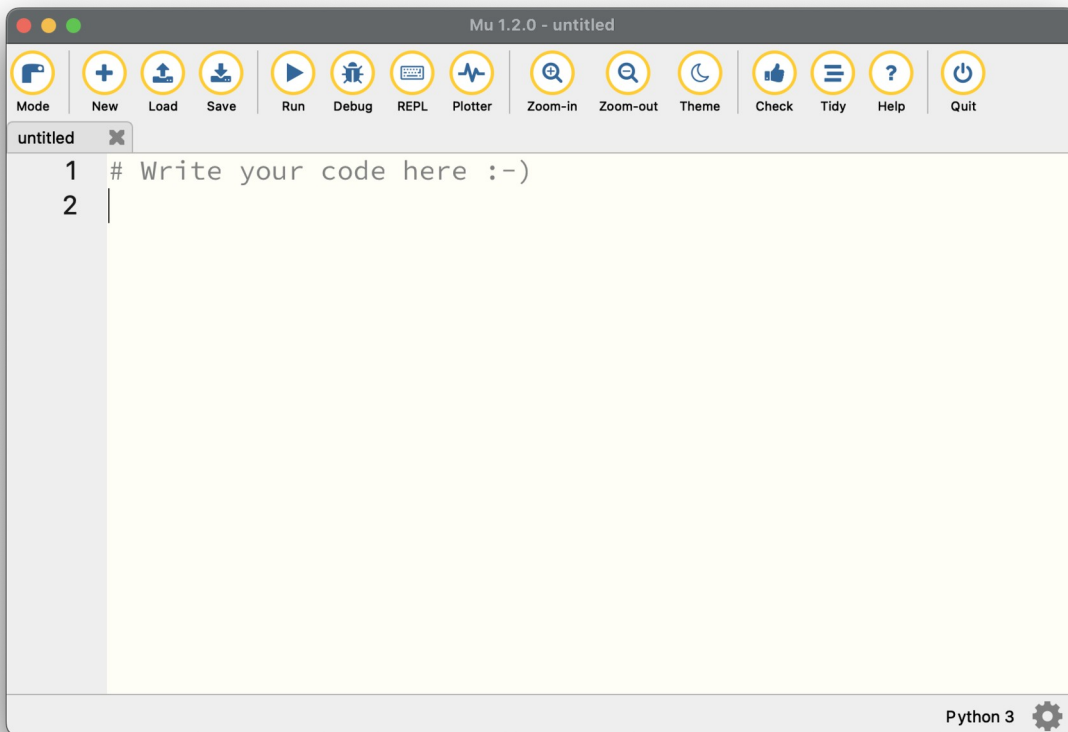 Mu 1.2.0 - untitled
Mode New Load Save Run Debug REPL Plotter Zoom-in Zoom-out Theme Check Tidy Help Quit
untitled
1 # Write your code here :-)
2
Python 3